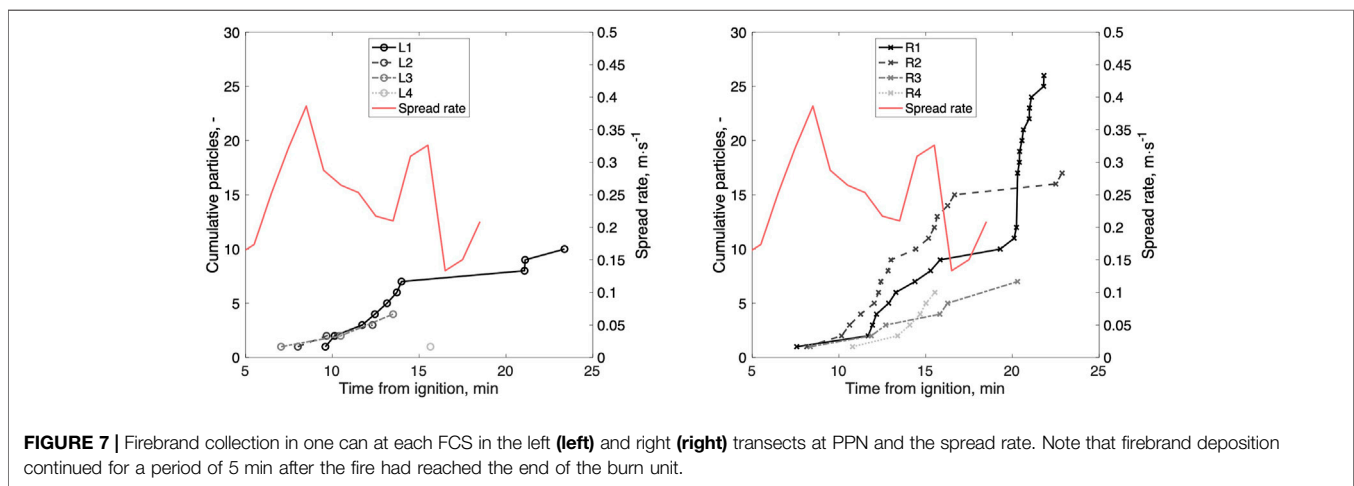 30
25
20
15
10
5
0
Cumulative particles, -
5
10
15
20
25
Time from ignition, min
0.5
0.45
0.4
0.35
0.3
0.25
0.2
0.15
0.1
0.05
0
Spread rate, m·s-1
L1
L2
L3
L4
Spread rate
30
25
20
15
10
5
0
Cumulative particles, -
5
10
15
20
25
Time from ignition, min
0.5
0.45
0.4
0.35
0.3
0.25
0.2
0.15
0.1
0.05
0
Spread rate, m·s-1
R1
R2
R3
R4
Spread rate
FIGURE 7 | Firebrand collection in one can at each FCS in the left (left) and right (right) transects at PPN and the spread rate. Note that firebrand deposition
continued for a period of 5 min after the fire had reached the end of the burn unit.